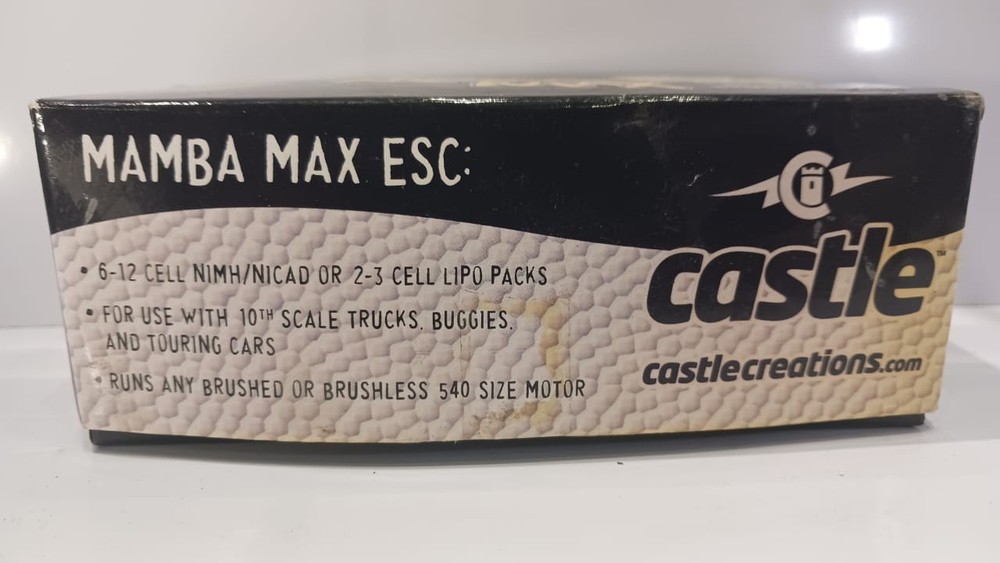 MAMBA MAX ESC:
• 6-12 CELL NIMH/NICAD OR 2-3 CELL LIPO PACKS
• FOR USE WITH 10TH SCALE TRUCKS, BUGGIES,
AND TOURING CARS
• RUNS ANY BRUSHED OR BRUSHLESS 540 SIZE MOTOR
castle™
castlecreations.com